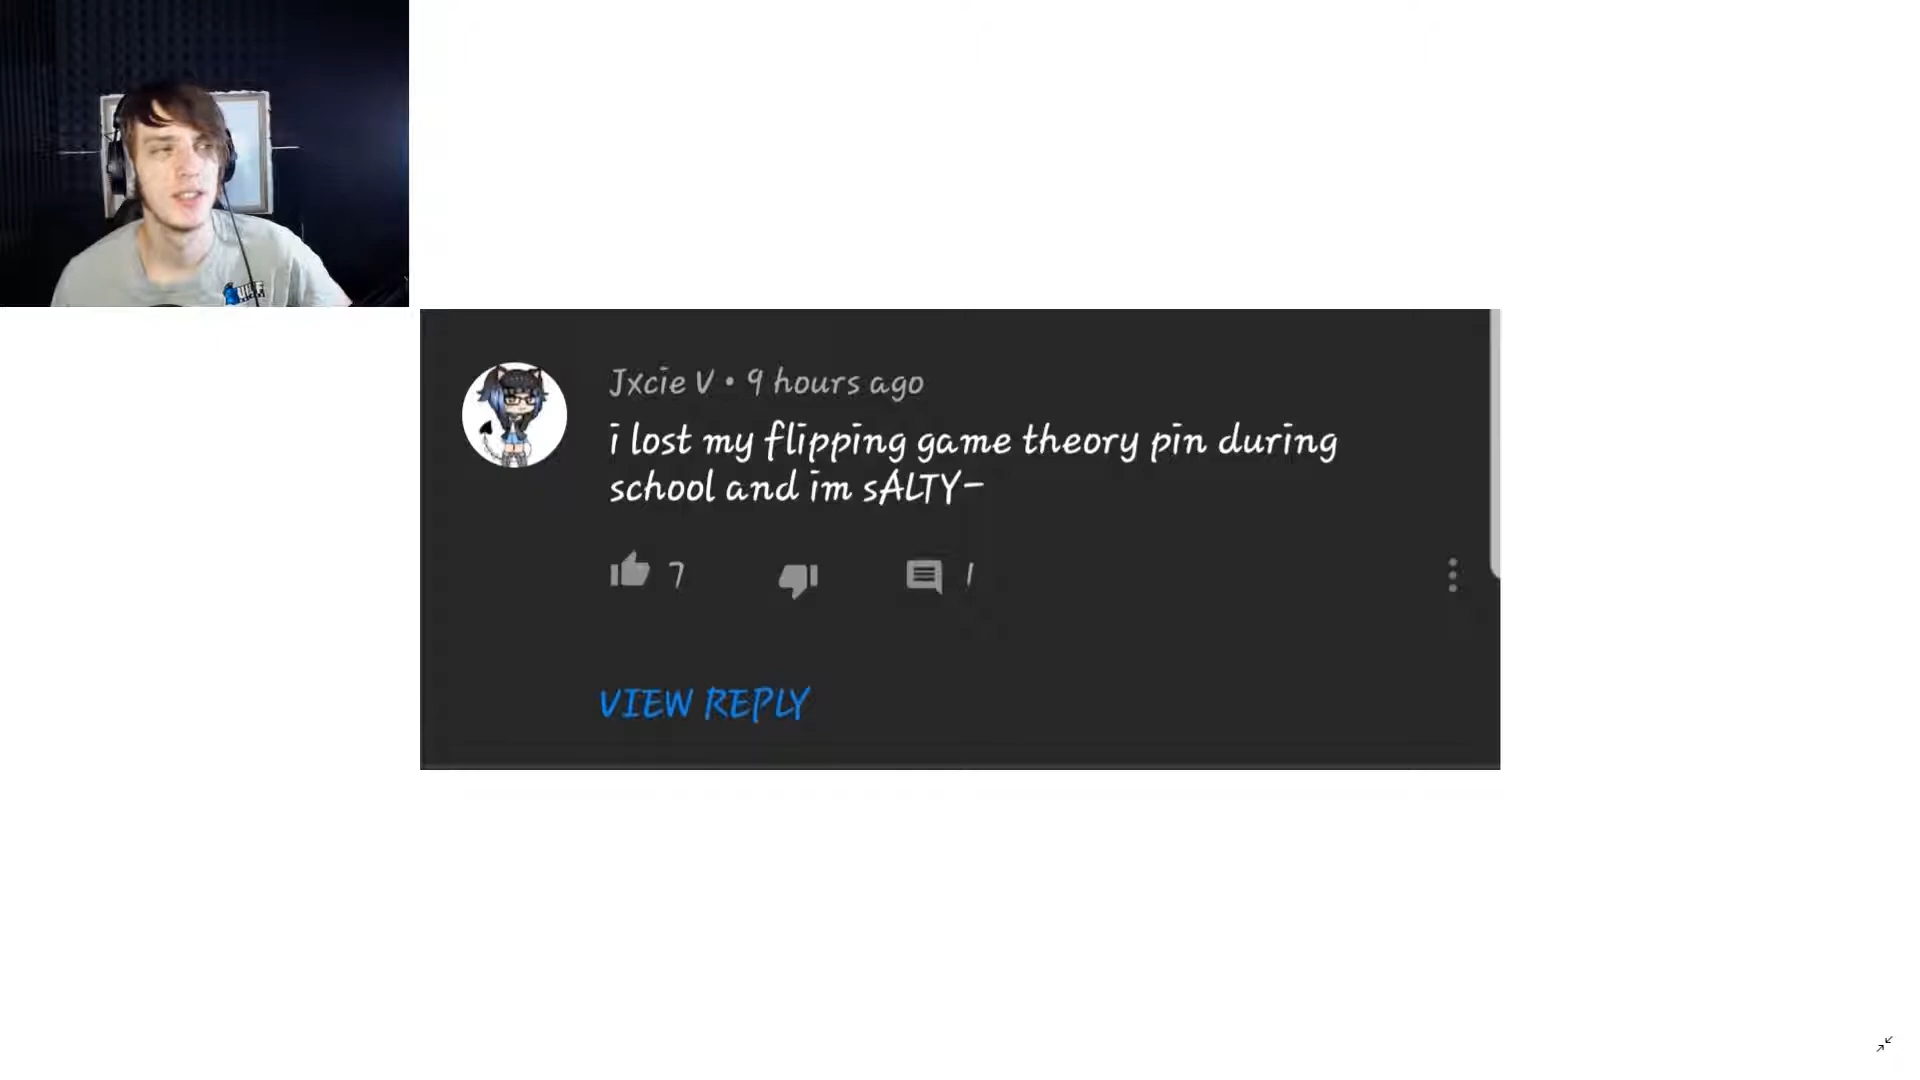 Jxcie V • 9 hours ago
i lost my flipping game theory pin during
school and im sALTY-
7
1
VIEW REPLY